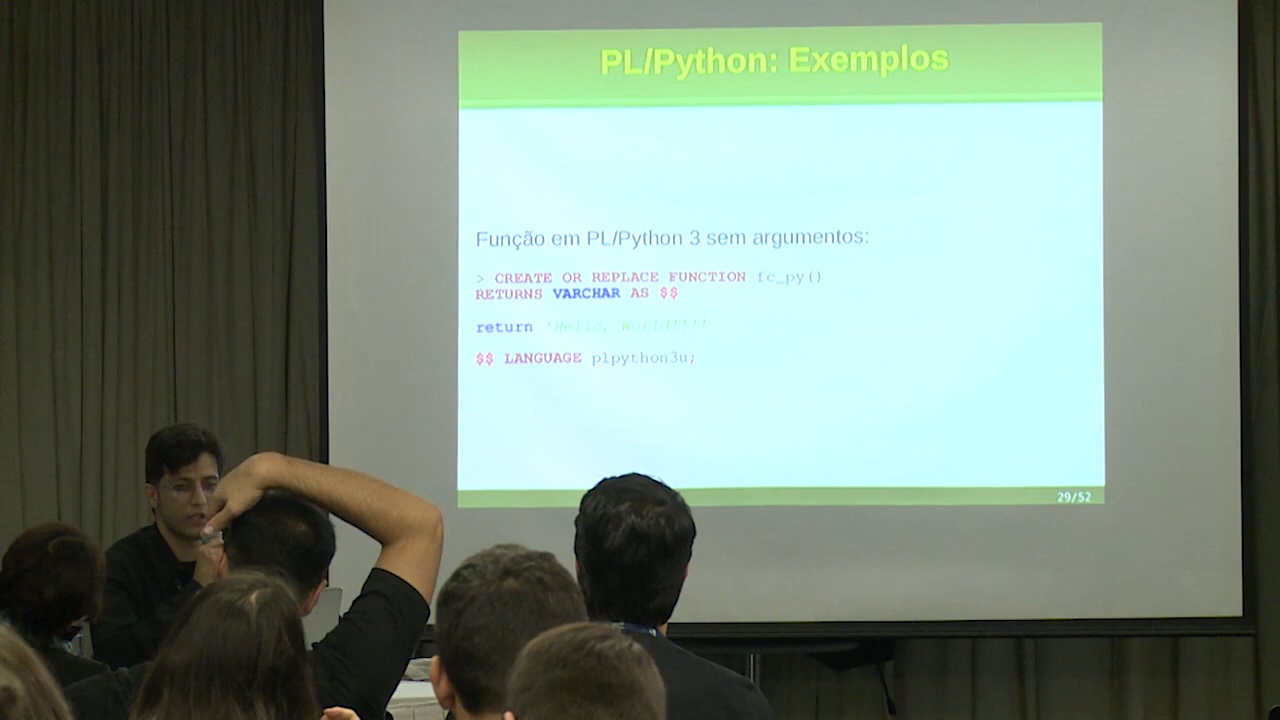 PL/Python: Exemplos
Função em PL/Python 3 sem argumentos:
> CREATE OR REPLACE FUNCTION fc_py()
RETURNS VARCHAR AS $$
return 'Hello, World!!!'
$$ LANGUAGE plpython3u;
29/52